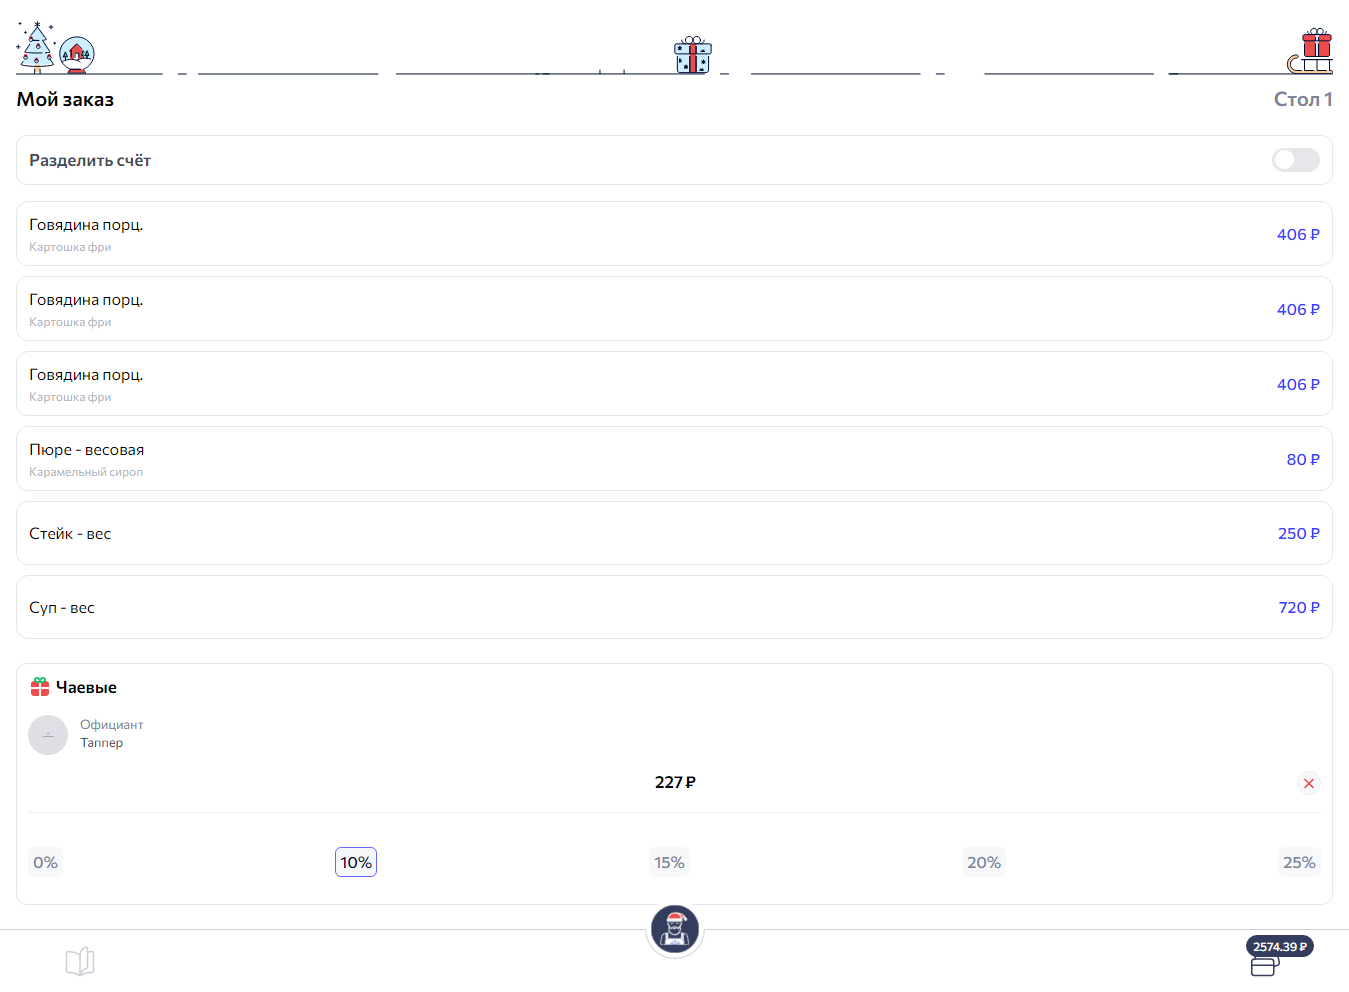 Мой заказ
Стол 1
Разделить счёт
Говядина порц.
Картошка фри
406 ₽
Говядина порц.
Картошка фри
406 ₽
Говядина порц.
Картошка фри
406 ₽
Пюре - весовая
Карамельный сироп
80 ₽
Стейк - вес
250 ₽
Суп - вес
720 ₽
Чаевые
Официант
Таппер
227 ₽
0%
10%
15%
20%
25%
2574.39 ₽